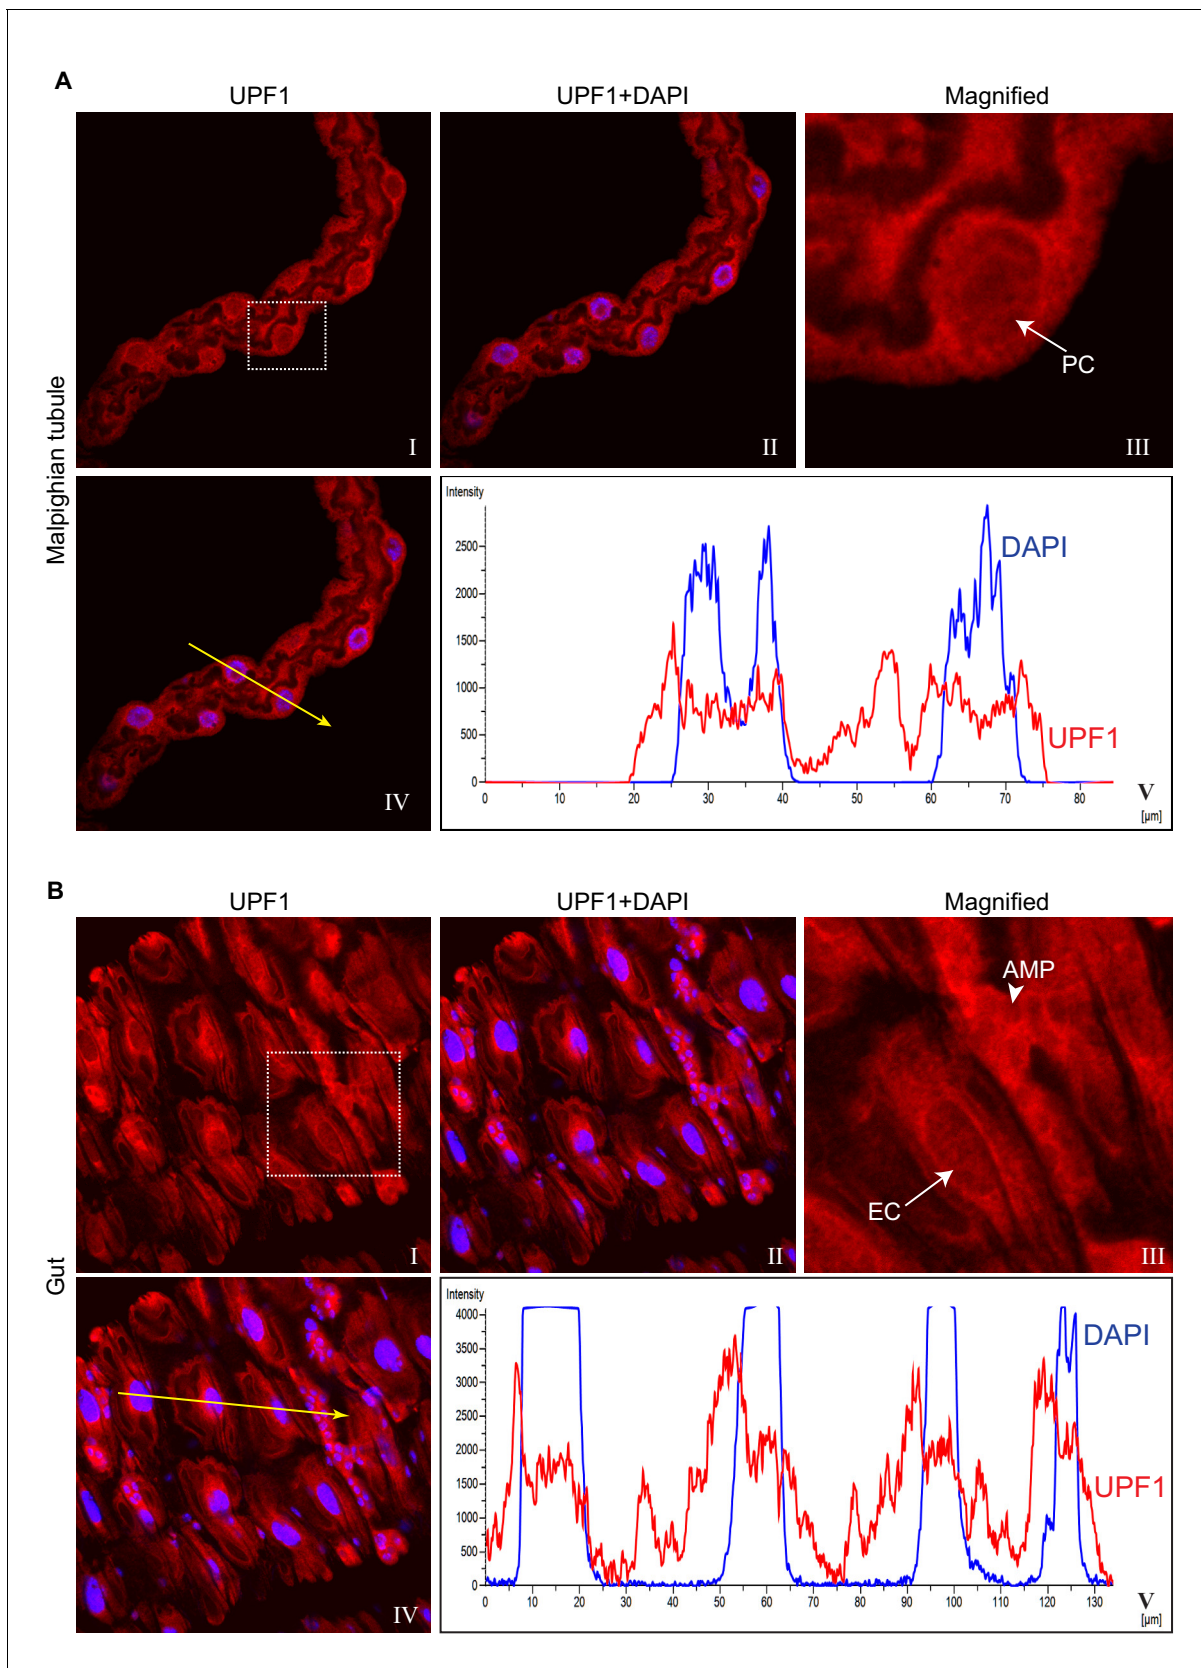 A
UPF1
UPF1+DAPI
Magnified
Malpighian tubule
I
II
PC
III
IV
Intensity
2500
2000
1500
1000
500
0
DAPI
UPF1
0 10 20 30 40 50 60 70 80
V
[µm]
B
UPF1
UPF1+DAPI
Magnified
Gut
I
II
AMP
EC
III
IV
Intensity
4000
3500
3000
2500
2000
1500
1000
500
0
DAPI
UPF1
0 10 20 30 40 50 60 70 80 90 100 110 120 130
V
[µm]